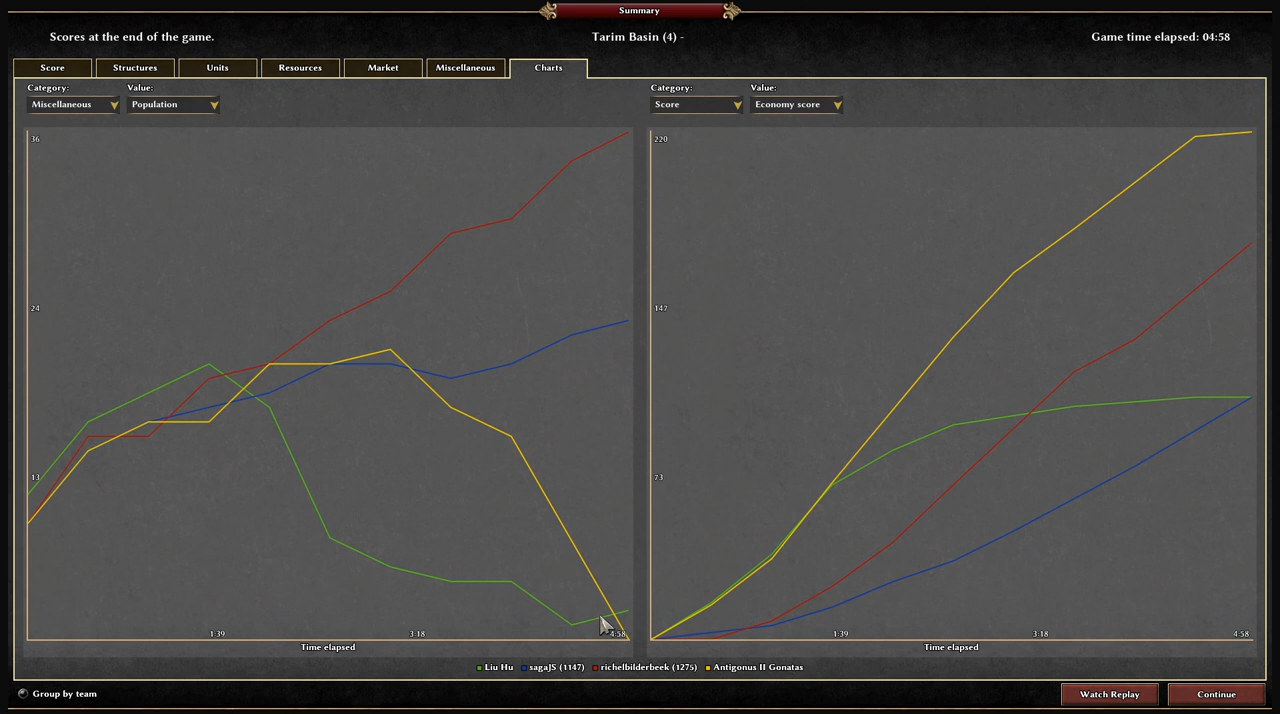 Summary
Scores at the end of the game.
Tarim Basin (4) -
Game time elapsed: 04:58
Score
Structures
Units
Resources
Market
Miscellaneous
Charts
Category:
Value:
Miscellaneous
Population
Category:
Value:
Score
Economy score
36
24
13
1:39
3:18
4:58
Time elapsed
220
147
73
1:39
3:18
4:58
Time elapsed
Liu Hu
sagaJS (1147)
richelbilderbeek (1275)
Antigonus II Gonatas
Group by team
Watch Replay
Continue